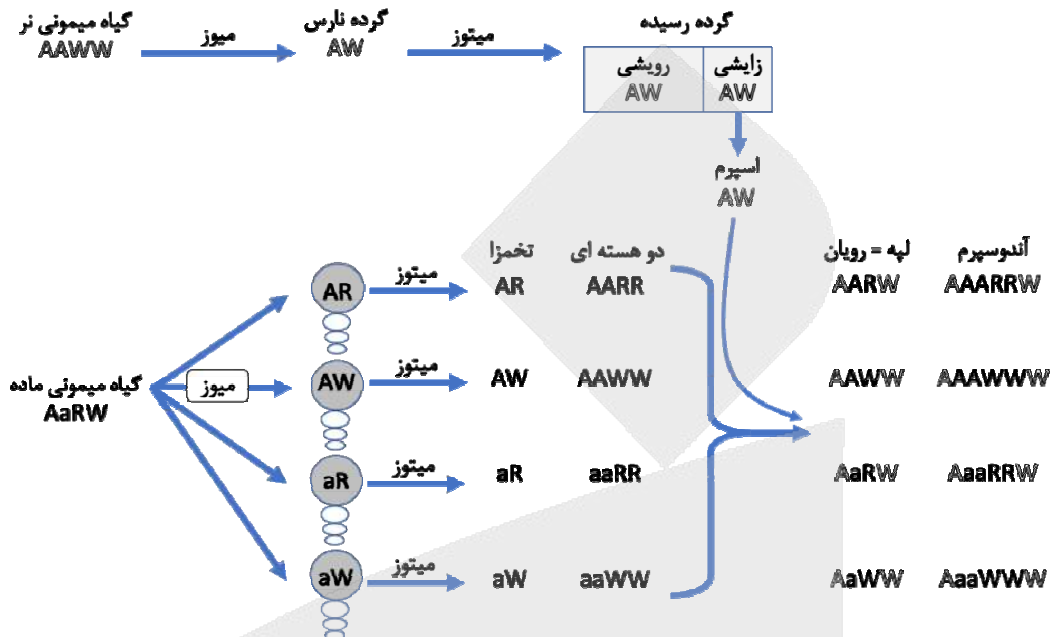 گیاه میمونی نر
AAWW
میوز
گرده نارس
AW
میتوز
گرده رسیده
رویشی
AW
زایشی
AW
اسپرم
AW
تخمزا
دو هسته ای
لپه = رویان
آندوسپرم
AR
میتوز
AR
AARR
AARW
AAARRW
گیاه میمونی ماده
AaRW
میوز
AW
میتوز
AW
AAWW
AAWW
AAAWWW
aR
میتوز
aR
aaRR
AaRW
AaaRRW
aW
میتوز
aW
aaWW
AaWW
AaaWWW